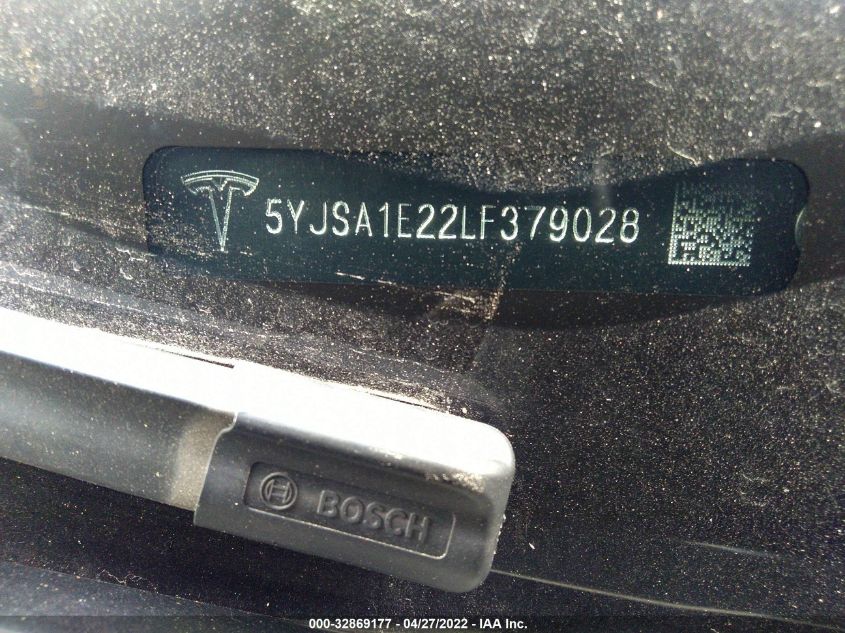 5YJSA1E22LF379028
BOSCH
000-32869177 - 04/27/2022 - IAA Inc.